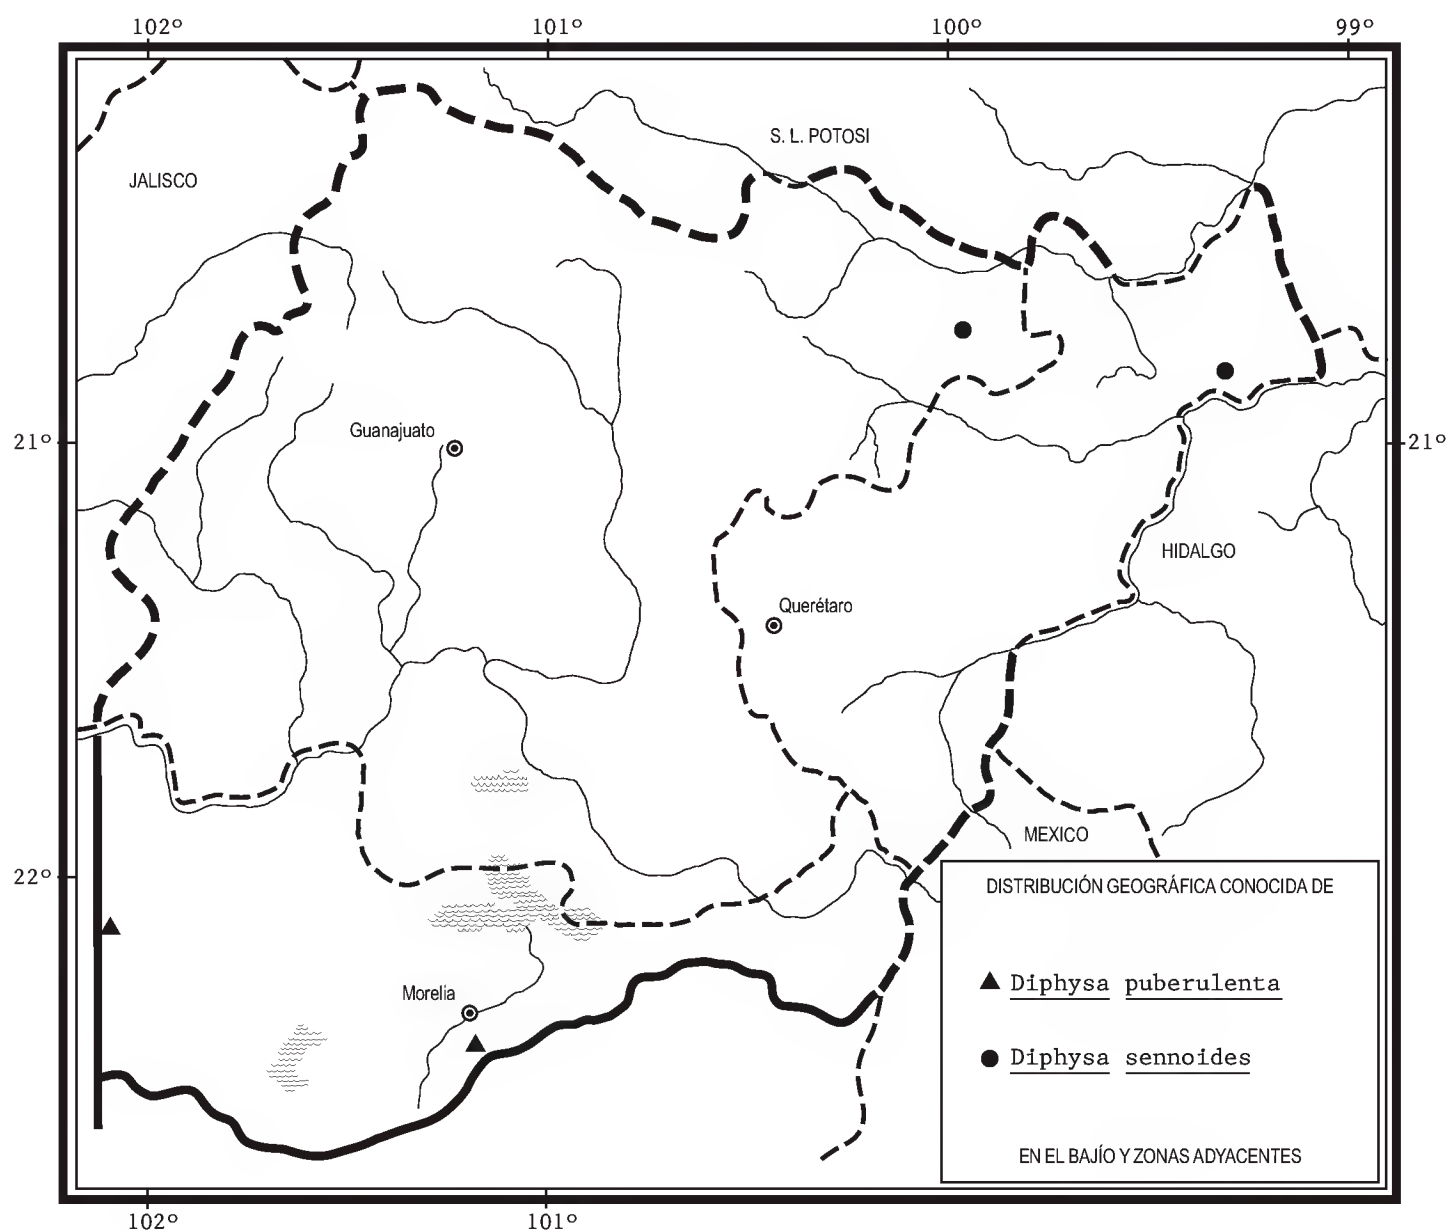 102º 101º 100º 99º
S. L. POTOSI
JALISCO
Guanajuato
21º 21º
HIDALGO
Querétaro
MEXICO
22º
DISTRIBUCIÓN GEOGRÁFICA CONOCIDA DE
Diphysa puberulenta
Morelia
Diphysa sennoides
EN EL BAJÍO Y ZONAS ADYACENTES
102º 101º